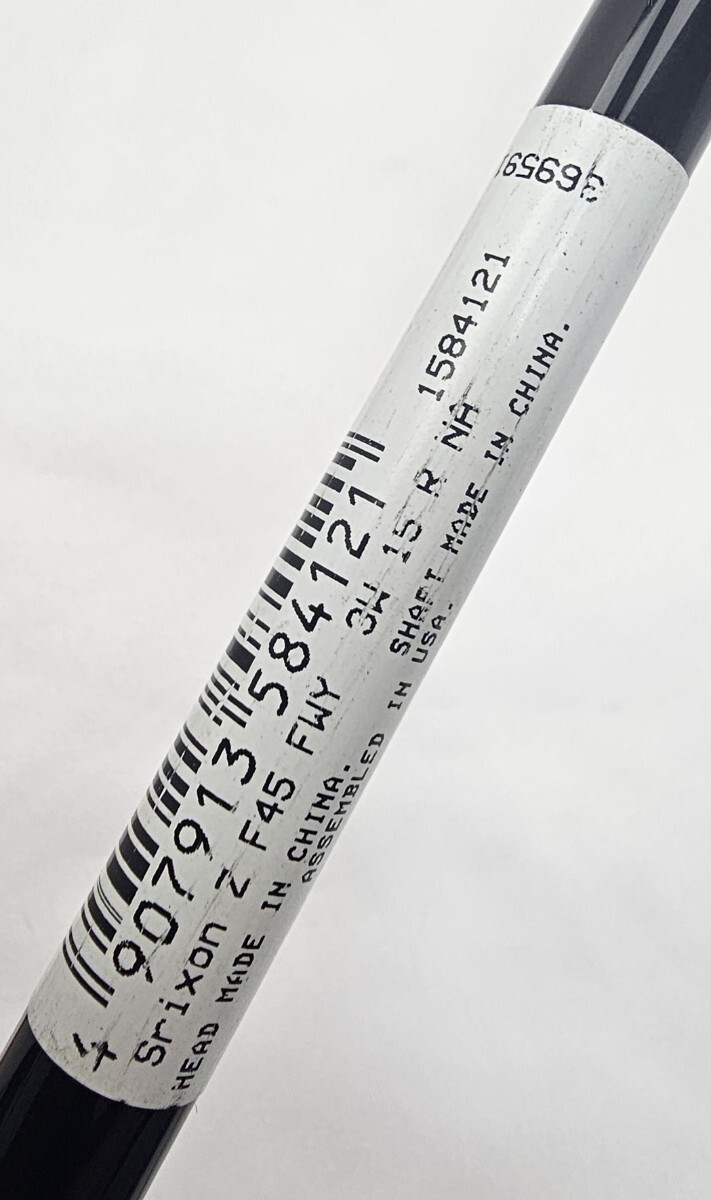 4 907913 584121
Srixon Z F45 FWY 3W 15 R NA 1584121
HEAD MADE IN CHINA. SHAFT MADE IN CHINA.
ASSEMBLED IN USA.